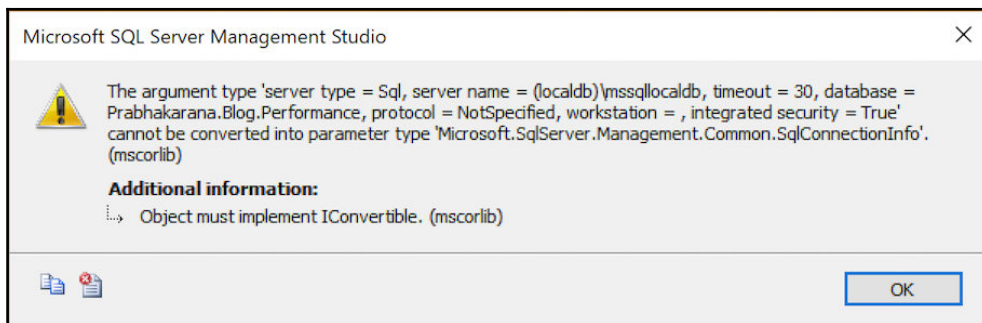 Microsoft SQL Server Management Studio
The argument type 'server type = Sql, server name = (localdb)\mssqllocaldb, timeout = 30, database =
Prabhakarana.Blog.Performance, protocol = NotSpecified, workstation = , integrated security = True'
cannot be converted into parameter type 'Microsoft.SqlServer.Management.Common.SqlConnectionInfo'.
(mscorlib)
Additional information:
Object must implement IConvertible. (mscorlib)
OK